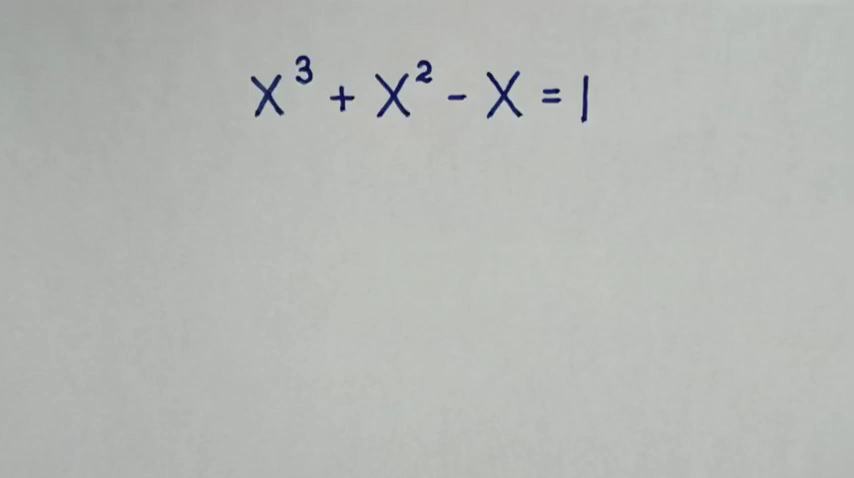 x³ + x² - x = 1